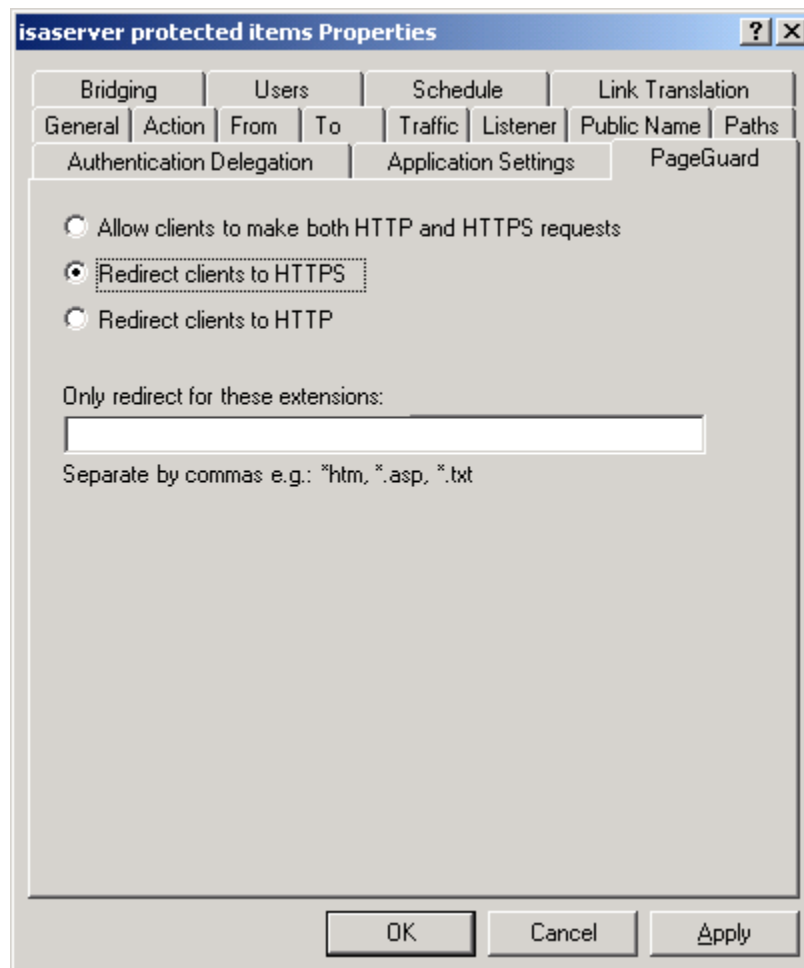 isaserver protected items Properties
Bridging Users Schedule Link Translation
General Action From To Traffic Listener Public Name Paths
Authentication Delegation Application Settings PageGuard
Allow clients to make both HTTP and HTTPS requests
Redirect clients to HTTPS
Redirect clients to HTTP
Only redirect for these extensions:
Separate by commas e.g.: *htm, *.asp, *.txt
OK Cancel Apply